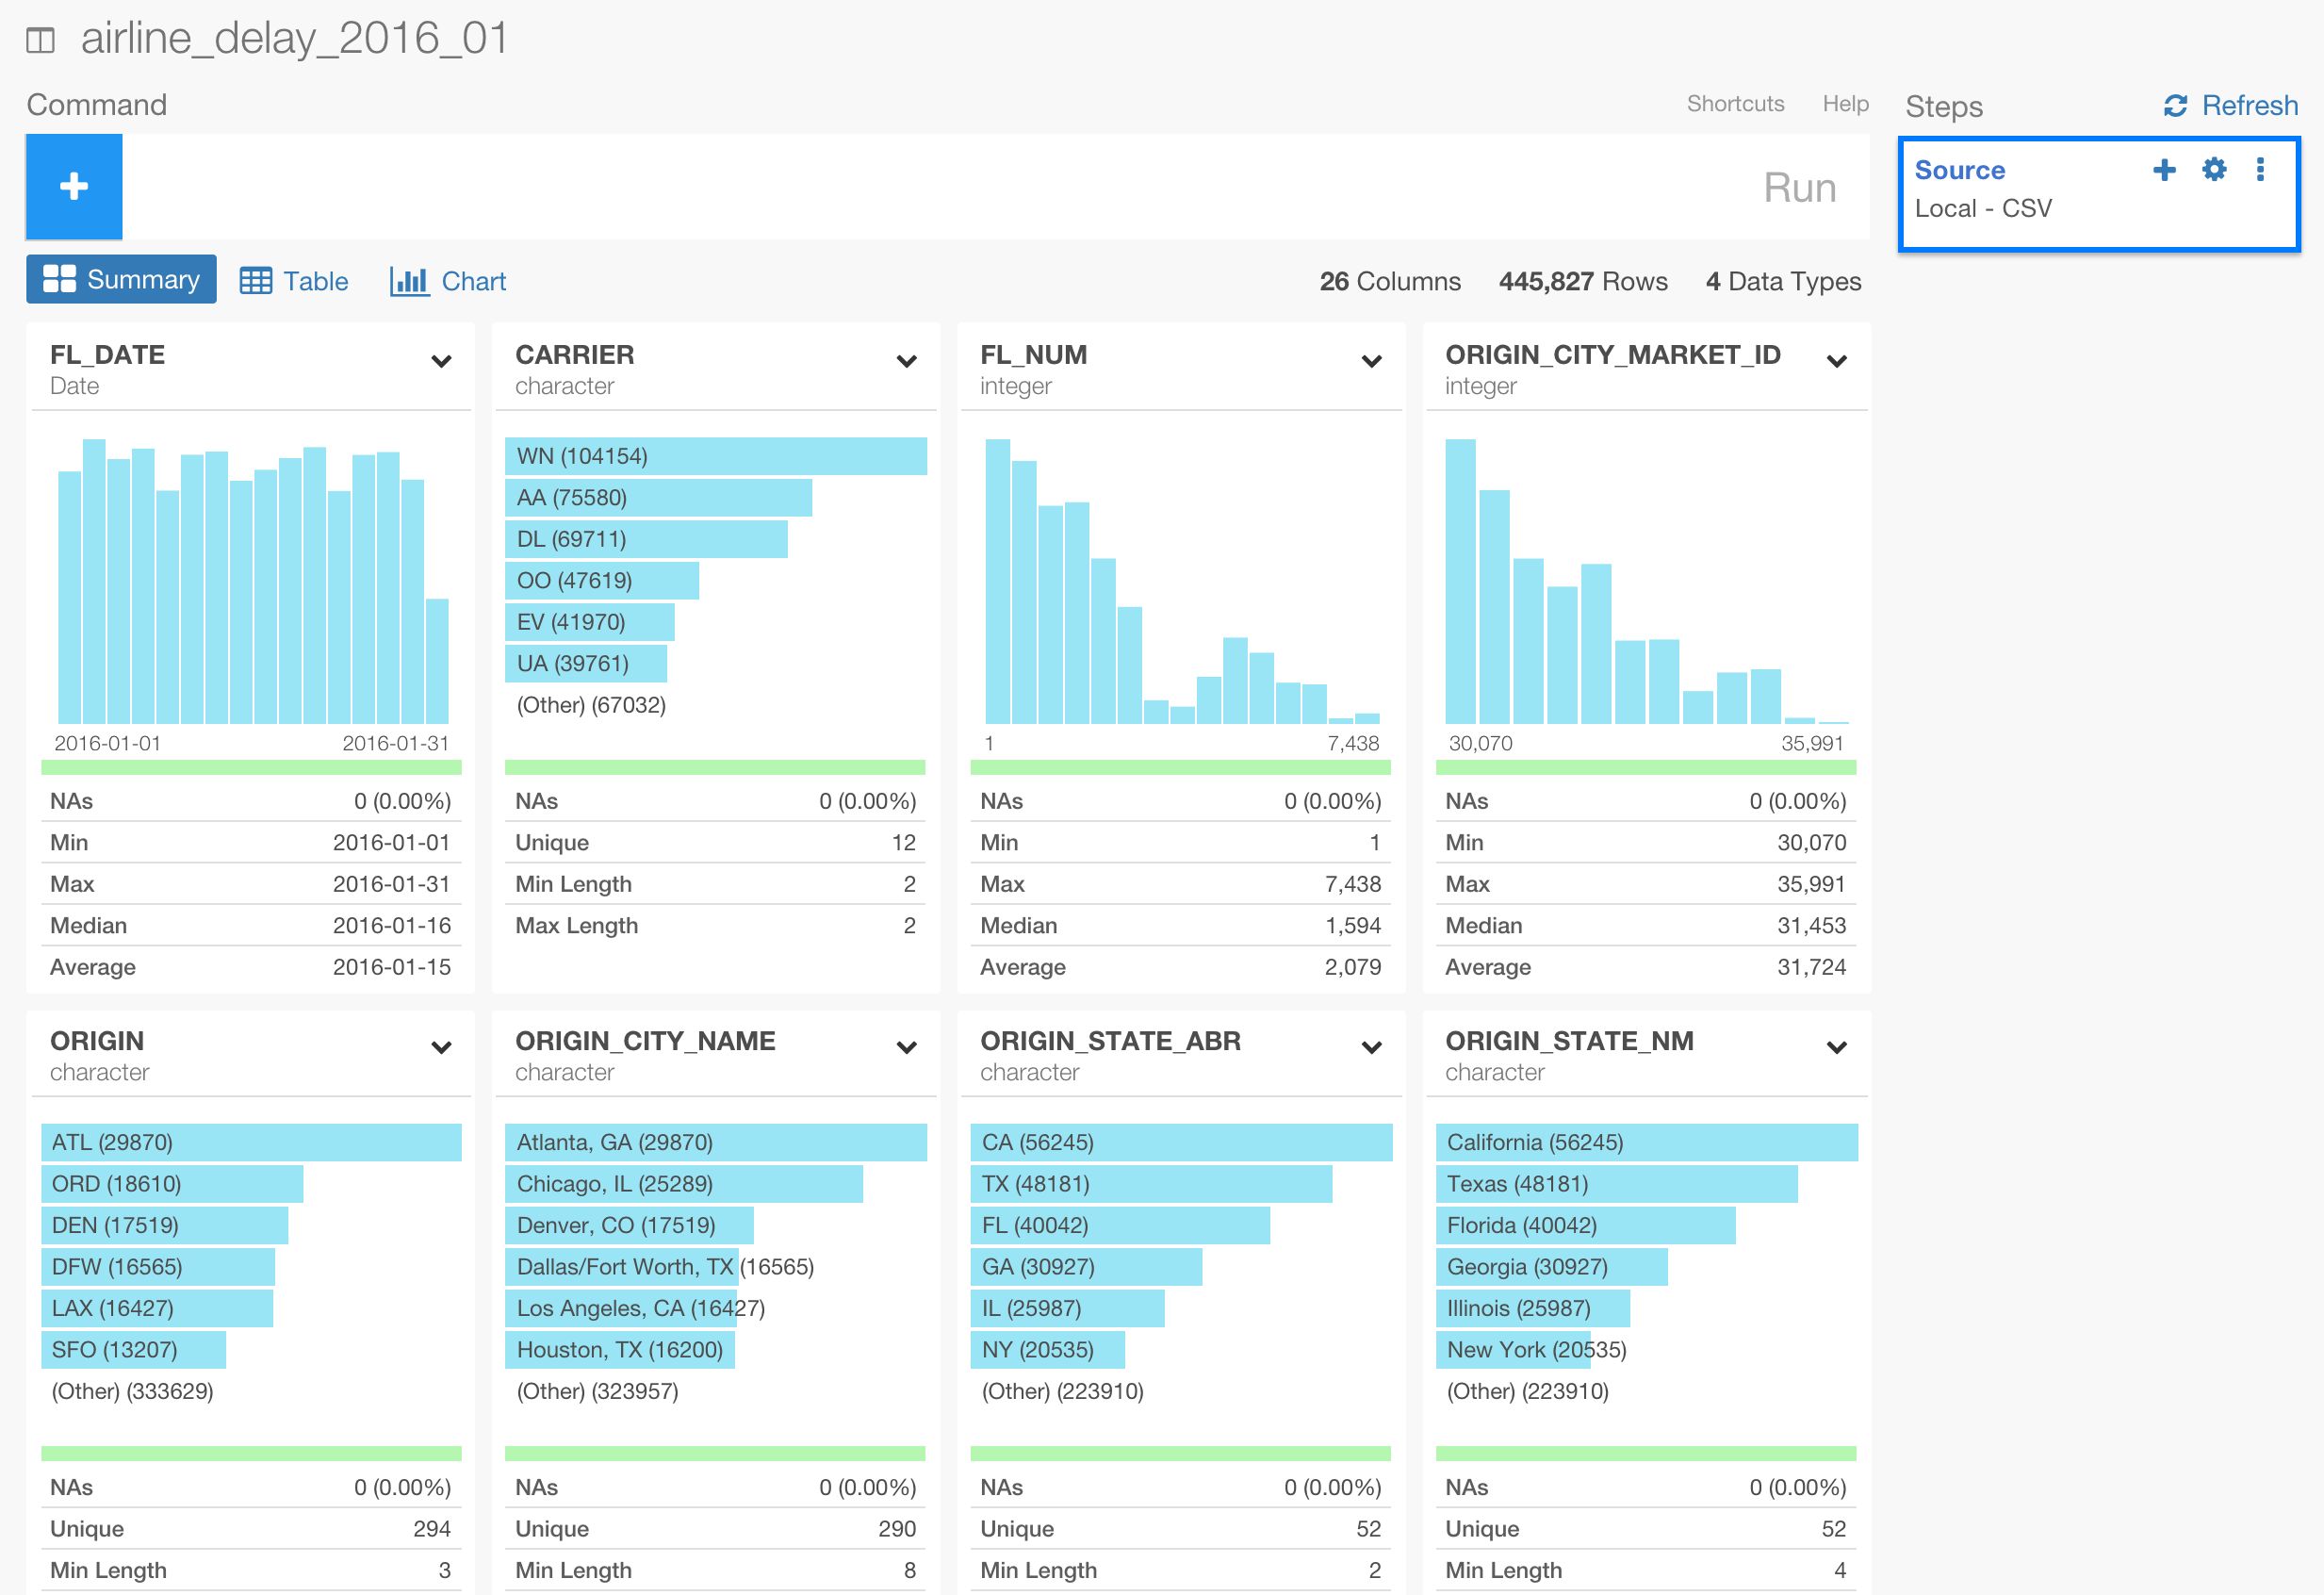 airline_delay_2016_01
Command
Shortcuts Help
Run
Steps Refresh
Source
Local - CSV
Summary Table Chart
26 Columns 445,827 Rows 4 Data Types
FL_DATE
Date
2016-01-01 2016-01-31
NAs 0 (0.00%)
Min 2016-01-01
Max 2016-01-31
Median 2016-01-16
Average 2016-01-15
CARRIER
character
WN (104154)
AA (75580)
DL (69711)
OO (47619)
EV (41970)
UA (39761)
(Other) (67032)
NAs 0 (0.00%)
Unique 12
Min Length 2
Max Length 2
FL_NUM
integer
1 7,438
NAs 0 (0.00%)
Min 1
Max 7,438
Median 1,594
Average 2,079
ORIGIN_CITY_MARKET_ID
integer
30,070 35,991
NAs 0 (0.00%)
Min 30,070
Max 35,991
Median 31,453
Average 31,724
ORIGIN
character
ATL (29870)
ORD (18610)
DEN (17519)
DFW (16565)
LAX (16427)
SFO (13207)
(Other) (333629)
NAs 0 (0.00%)
Unique 294
Min Length 3
ORIGIN_CITY_NAME
character
Atlanta, GA (29870)
Chicago, IL (25289)
Denver, CO (17519)
Dallas/Fort Worth, TX (16565)
Los Angeles, CA (16427)
Houston, TX (16200)
(Other) (323957)
NAs 0 (0.00%)
Unique 290
Min Length 8
ORIGIN_STATE_ABR
character
CA (56245)
TX (48181)
FL (40042)
GA (30927)
IL (25987)
NY (20535)
(Other) (223910)
NAs 0 (0.00%)
Unique 52
Min Length 2
ORIGIN_STATE_NM
character
California (56245)
Texas (48181)
Florida (40042)
Georgia (30927)
Illinois (25987)
New York (20535)
(Other) (223910)
NAs 0 (0.00%)
Unique 52
Min Length 4